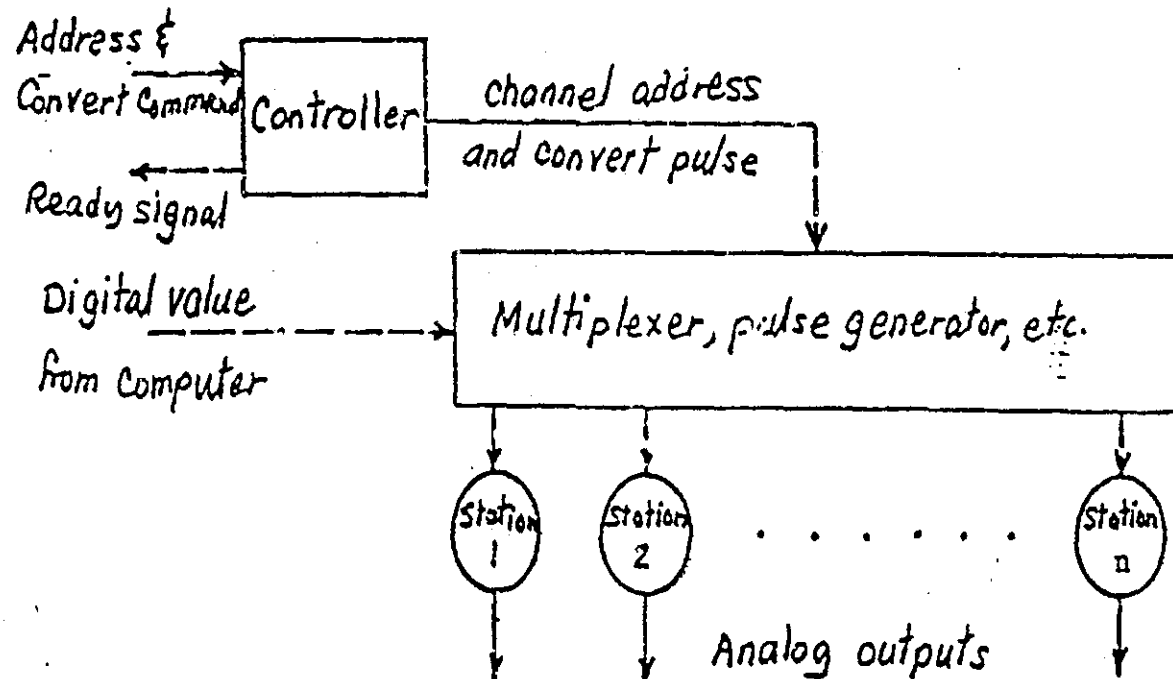 Address &
Convert Command
Controller
Ready signal
channel address
and convert pulse
Digital value
from computer
Multiplexer, pulse generator, etc.
Station
1
Station
2
. . . . . .
Station
n
Analog outputs